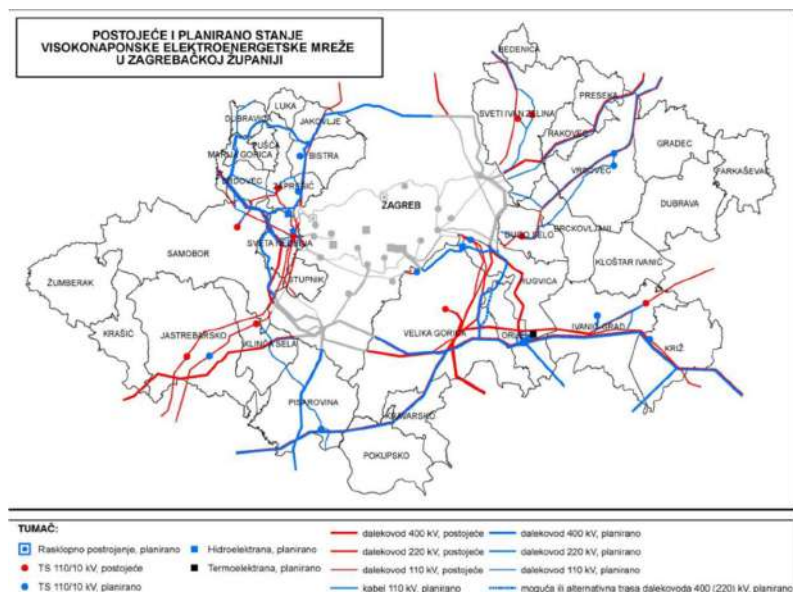 POSTOJEĆE I PLANIRANO STANJE
VISOKONAPONSKE ELEKTROENERGETSKE MREŽE
U ZAGREBAČKOJ ŽUPANIJI
BEDENICA
LUKA
PRESEKA
DUBRAVICA
JAKOVLJE
SVETI IVAN ZELINA
RAKOVEC
PUŠĆA
MARIJA GORICA
BISTRA
GRADEC
VRBOVEC
FARKAŠEVAC
ZAPREŠIĆ
ZAGREB
DUBRAVA
BRCKOVLJANI
DUGO SELO
SAMOBOR
SVETA NEDELJA
KLOŠTAR IVANIĆ
STUPNIK
ŽUMBERAK
RUGVICA
KRAŠIĆ
JASTREBARSKO
VELIKA GORICA
IVANIĆ GRAD
KLINČA SELA
KRIŽ
PISAROVINA
KRAVARSKO
POKUPSKO
TUMAČ:
Rasklopno postrojenje, planirano
Hidroelektrana, planirano
dalekovod 400 kV, postojeće
dalekovod 400 kV, planirano
TS 110/10 kV, postojeće
Termoelektrana, planirano
dalekovod 220 kV, postojeće
dalekovod 220 kV, planirano
TS 110/10 kV, planirano
dalekovod 110 kV, postojeće
dalekovod 110 kV, planirano
kabel 110 kV, planirano
moguća ili alternativna trasa dalekovoda 400 (220) kV, planirano